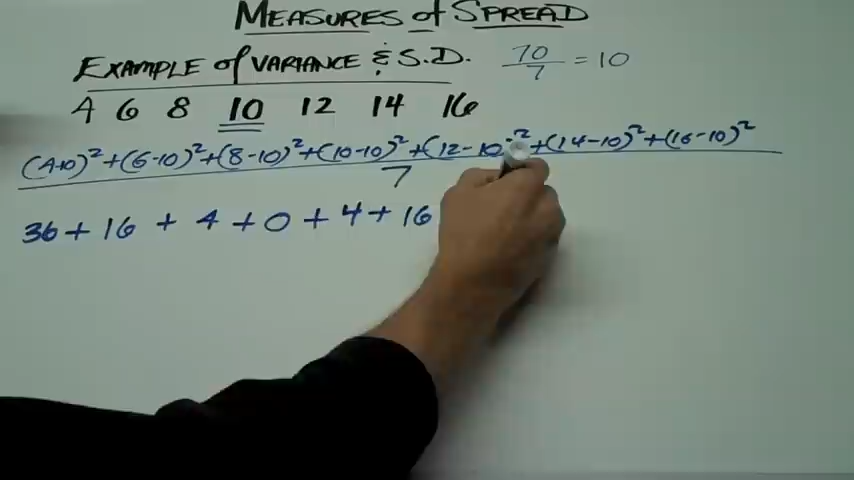 MEASURES of SPREAD
EXAMPLE of VARIANCE & S.D. 70/7 = 10
4 6 8 10 12 14 16
(4-10)² + (6-10)² + (8-10)² + (10-10)² + (12-10)² + (14-10)² + (16-10)²
7
36 + 16 + 4 + 0 + 4 + 16